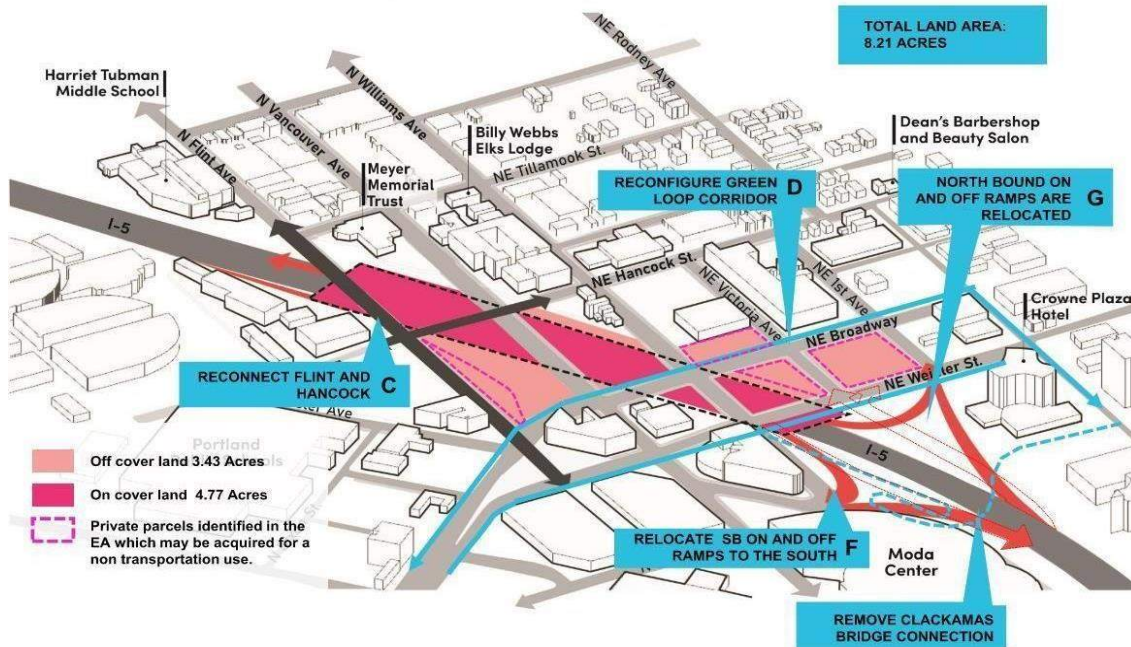 TOTAL LAND AREA:
8.21 ACRES
NE Rodney Ave
N Williams Ave
Harriet Tubman
Middle School
N Vancouver Ave
N Flint Ave
Billy Webbs
Elks Lodge
Dean's Barbershop
and Beauty Salon
Meyer
Memorial
Trust
NE Tillamook St.
RECONFIGURE GREEN
LOOP CORRIDOR
D
NORTH BOUND ON
AND OFF RAMPS ARE
RELOCATED
G
I-5
NE Hancock St.
NE Victoria Ave
NE 1st Ave
Crowne Plaza
Hotel
NE Broadway
RECONNECT FLINT AND
HANCOCK
C
Ave
Portland
Off cover land 3.43 Acres
On cover land 4.77 Acres
Private parcels identified in the
EA which may be acquired for a
non transportation use.
NE
St.
I-5
RELOCATE SB ON AND OFF
RAMPS TO THE SOUTH
F
Moda
Center
REMOVE CLACKAMAS
BRIDGE CONNECTION